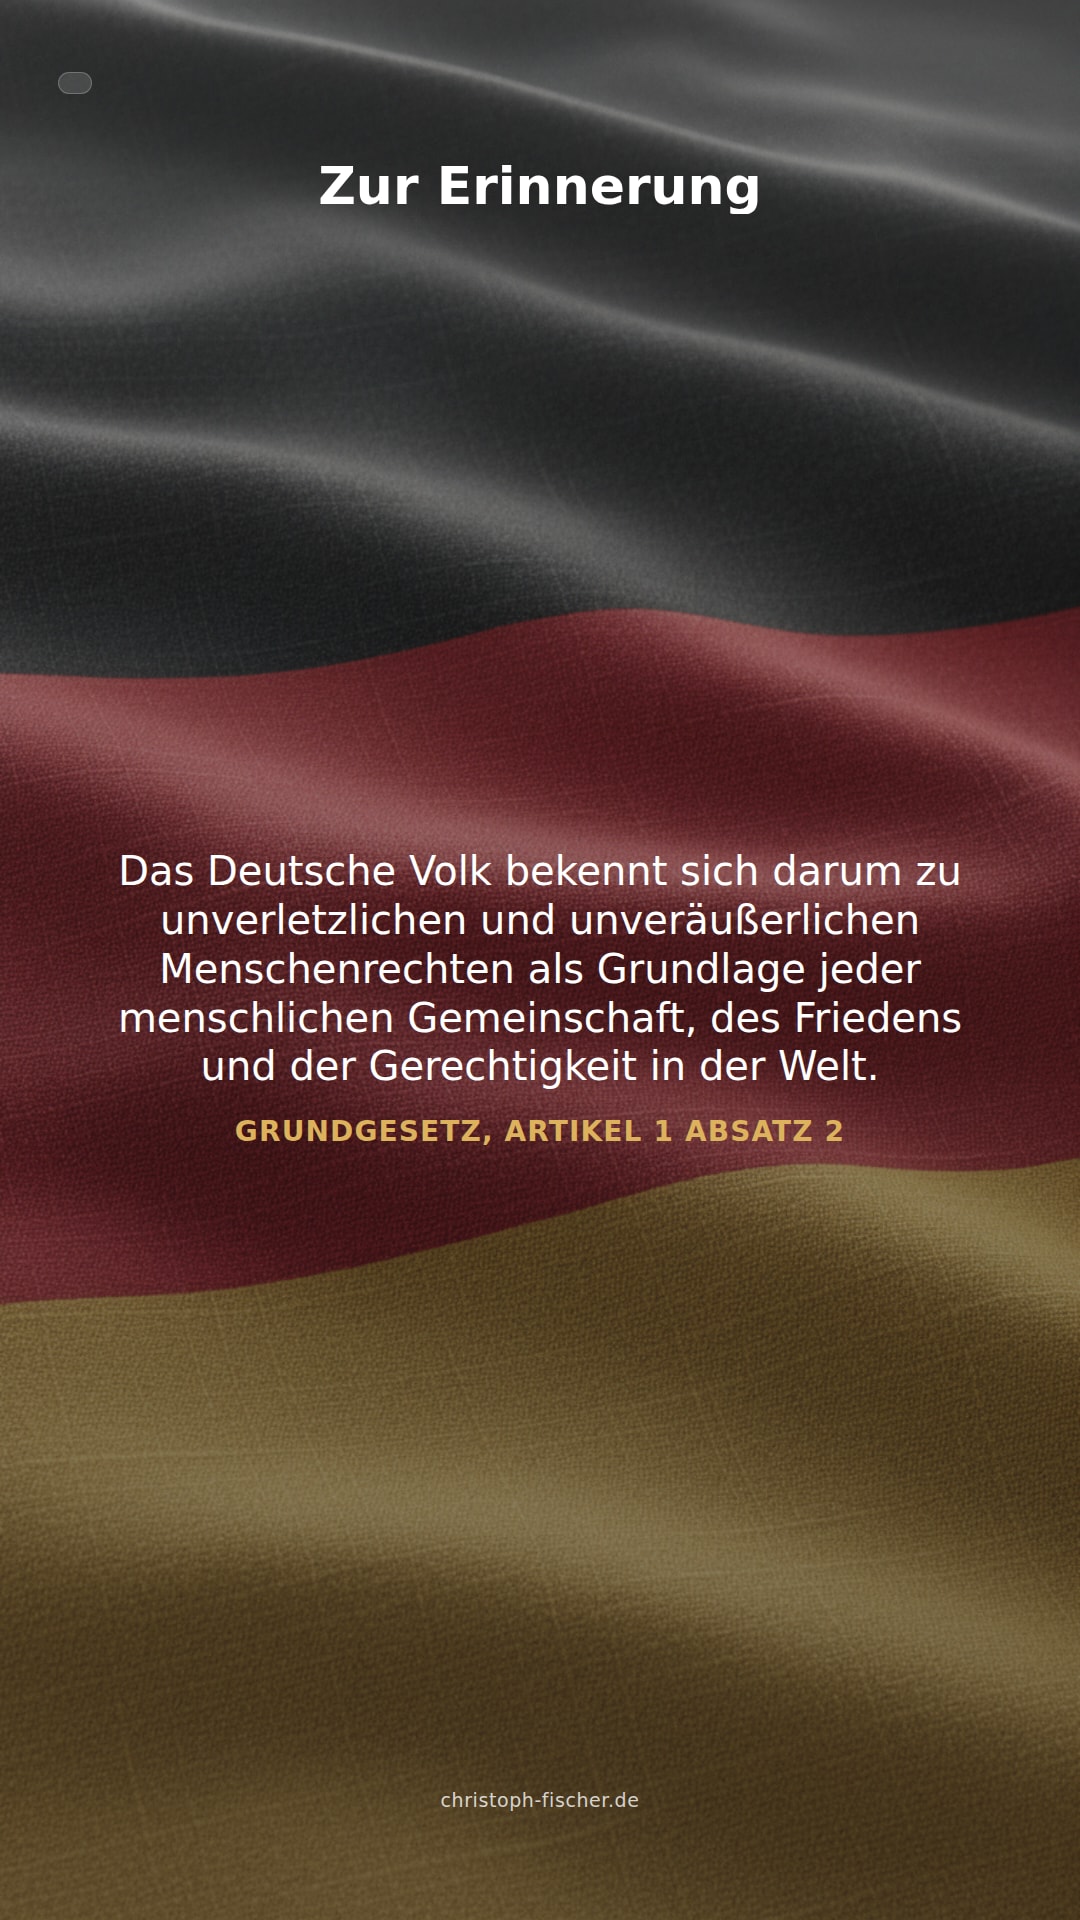 Zur Erinnerung
Das Deutsche Volk bekennt sich darum zu
unverletzlichen und unveräußerlichen
Menschenrechten als Grundlage jeder
menschlichen Gemeinschaft, des Friedens
und der Gerechtigkeit in der Welt.
GRUNDGESETZ, ARTIKEL 1 ABSATZ 2
christoph-fischer.de